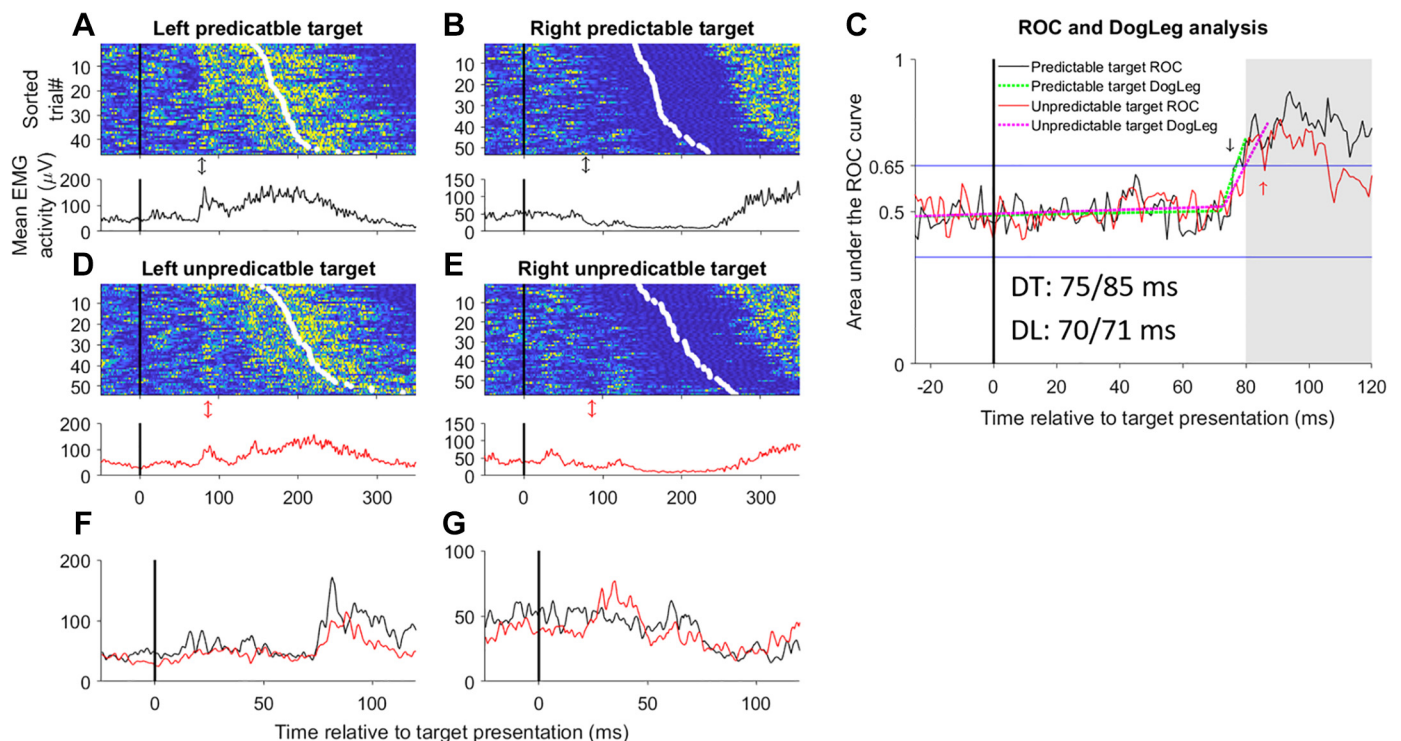 A
Left predicatble target
B
Right predictable target
C
ROC and DogLeg analysis
Sorted
trial#
10
20
30
40
10
20
30
40
50
Mean EMG
activity (μV)
200
100
0
150
100
50
0
1
0.65
0.5
0
Area under the ROC curve
Predictable target ROC
Predictable target DogLeg
Unpredictable target ROC
Unpredictable target DogLeg
↓
↑
DT: 75/85 ms
DL: 70/71 ms
-20 0 20 40 60 80 100 120
Time relative to target presentation (ms)
D
Left unpredicatble target
E
Right unpredicatble target
10
20
30
40
50
10
20
30
40
50
200
100
0
150
100
50
0
0 100 200 300
0 100 200 300
F
G
200
100
0
100
50
0
0 50 100
0 50 100
Time relative to target presentation (ms)